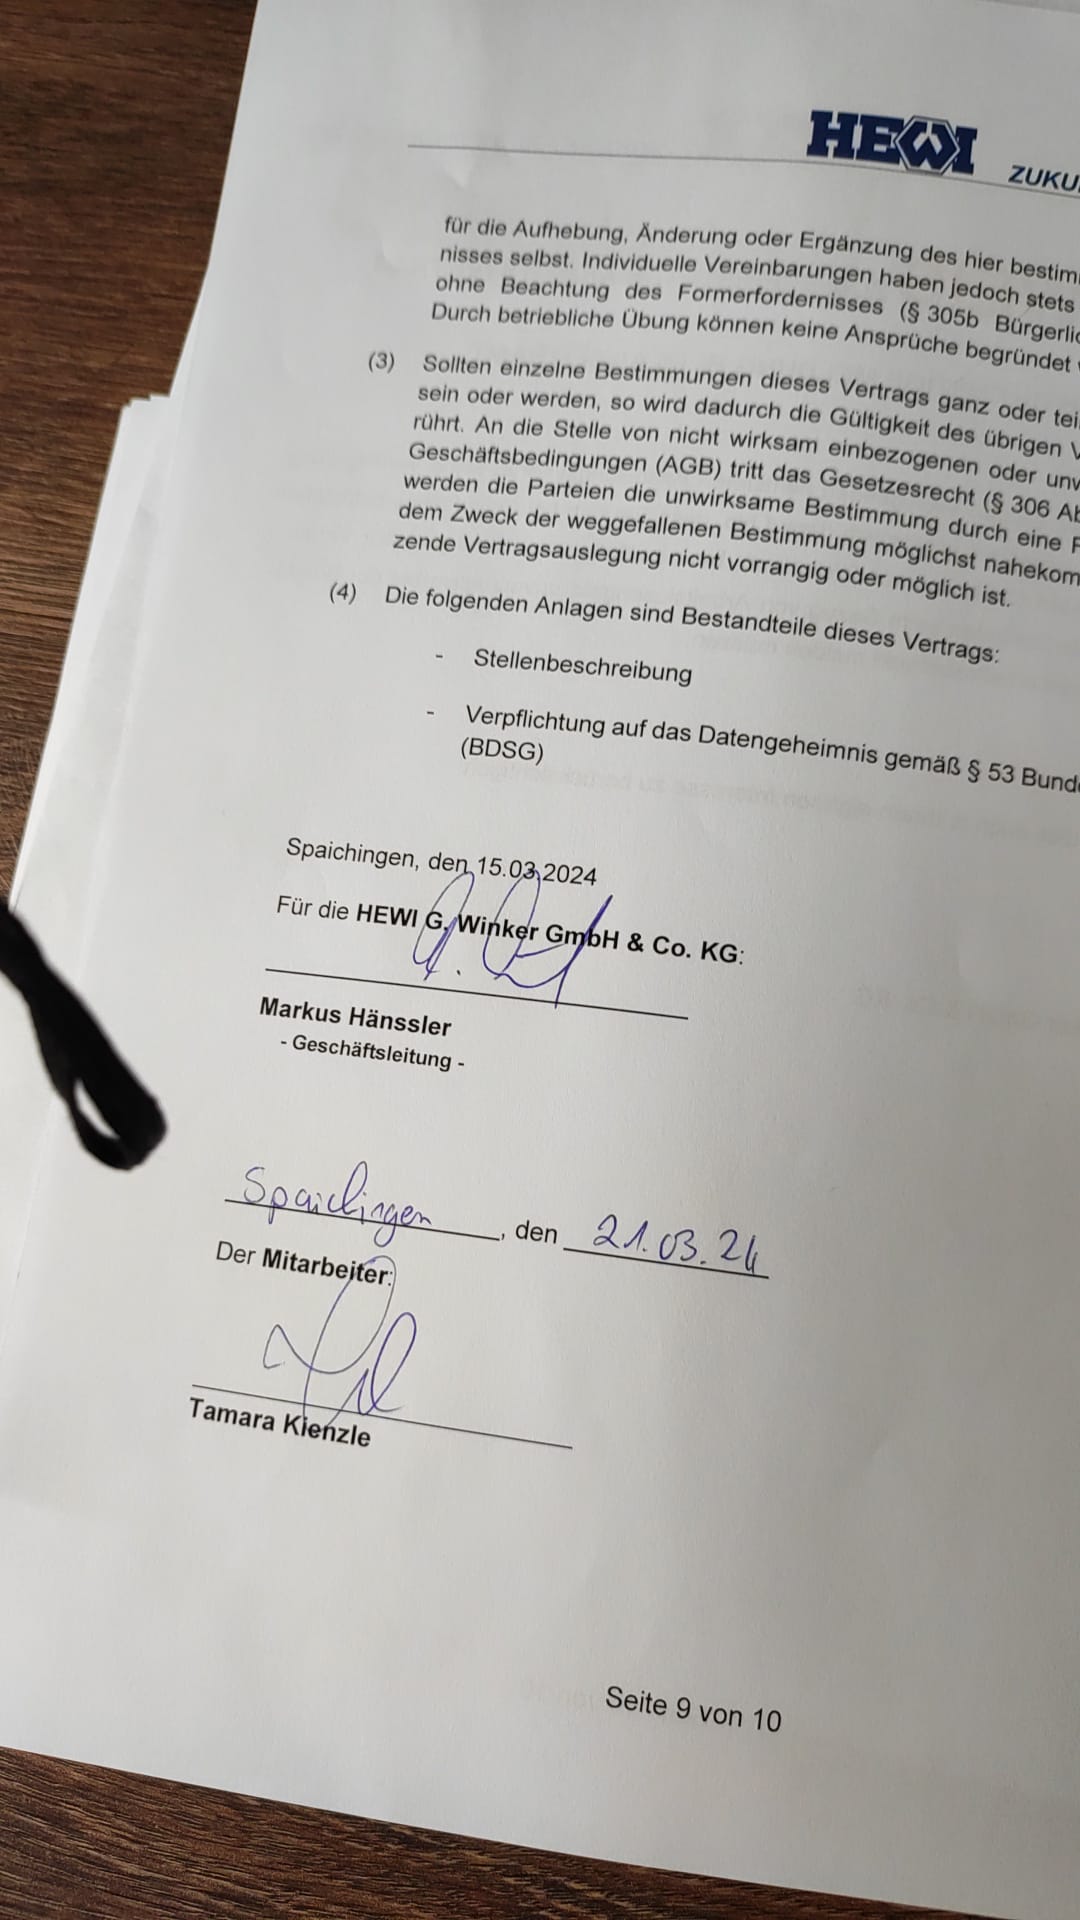 HEWI
ZUKU
für die Aufhebung, Änderung oder Ergänzung des hier bestim
nisses selbst. Individuelle Vereinbarungen haben jedoch stets
ohne Beachtung des Formerfordernisses (§ 305b Bürgerlic
Durch betriebliche Übung können keine Ansprüche begründet
(3) Sollten einzelne Bestimmungen dieses Vertrags ganz oder tei
sein oder werden, so wird dadurch die Gültigkeit des übrigen V
rührt. An die Stelle von nicht wirksam einbezogenen oder unw
Geschäftsbedingungen (AGB) tritt das Gesetzesrecht (§ 306 Ab
werden die Parteien die unwirksame Bestimmung durch eine
dem Zweck der weggefallenen Bestimmung möglichst nahekom
zende Vertragsauslegung nicht vorrangig oder möglich ist.
(4) Die folgenden Anlagen sind Bestandteile dieses Vertrags:
- Stellenbeschreibung
- Verpflichtung auf das Datengeheimnis gemäß § 53 Bund
(BDSG)
Spaichingen, den 15.03.2024
Für die HEWI G. Winker GmbH & Co. KG:
Markus Hänssler
- Geschäftsleitung -
Spaichingen, den 21.03.24
Der Mitarbeiter:
Tamara Kienzle
Seite 9 von 10